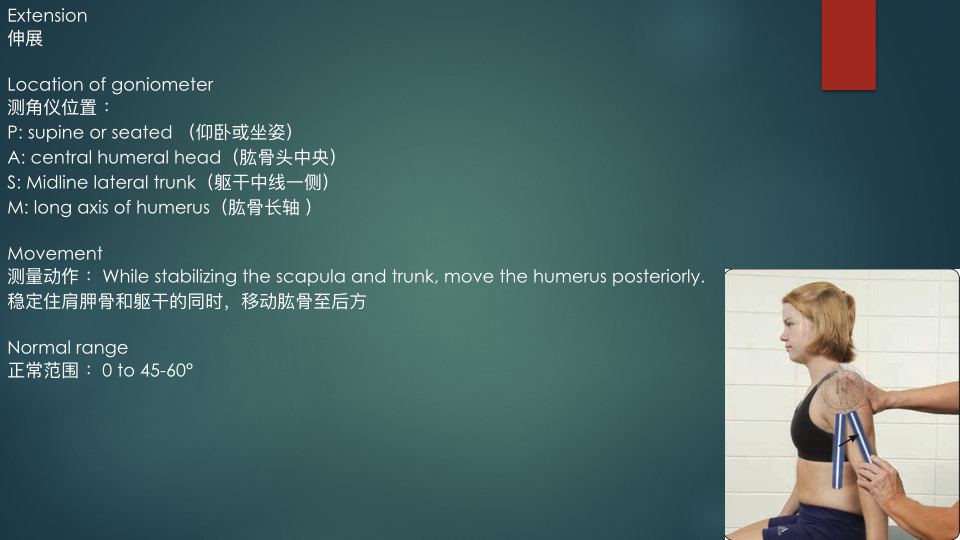 Extension
伸展
Location of goniometer
测角仪位置：
P: supine or seated （仰卧或坐姿）
A: central humeral head（肱骨头中央）
S: Midline lateral trunk（躯干中线一侧）
M: long axis of humerus（肱骨长轴 ）
Movement
测量动作： While stabilizing the scapula and trunk, move the humerus posteriorly.
稳定住肩胛骨和躯干的同时，移动肱骨至后方
Normal range
正常范围： 0 to 45-60°